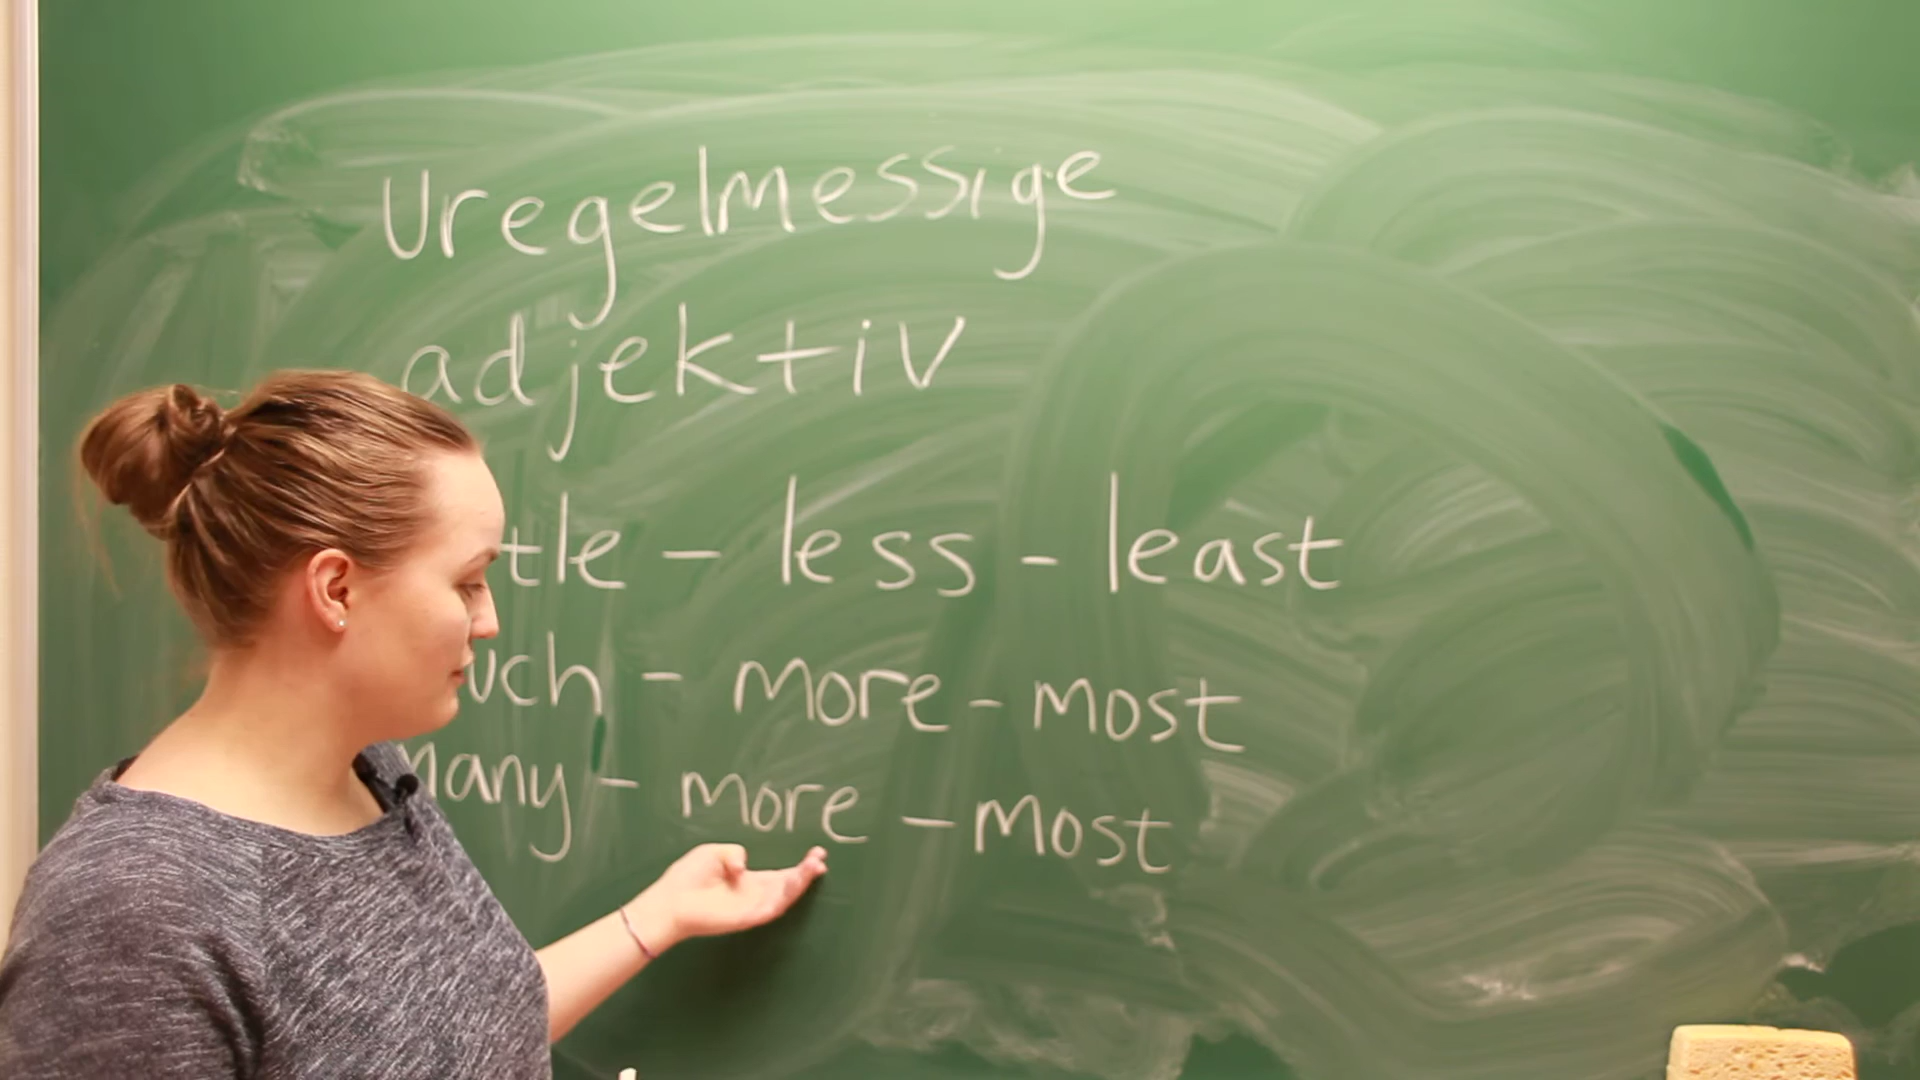 Uregelmessige
adjektiv
tle - less - least
uch - more - most
many - more - most